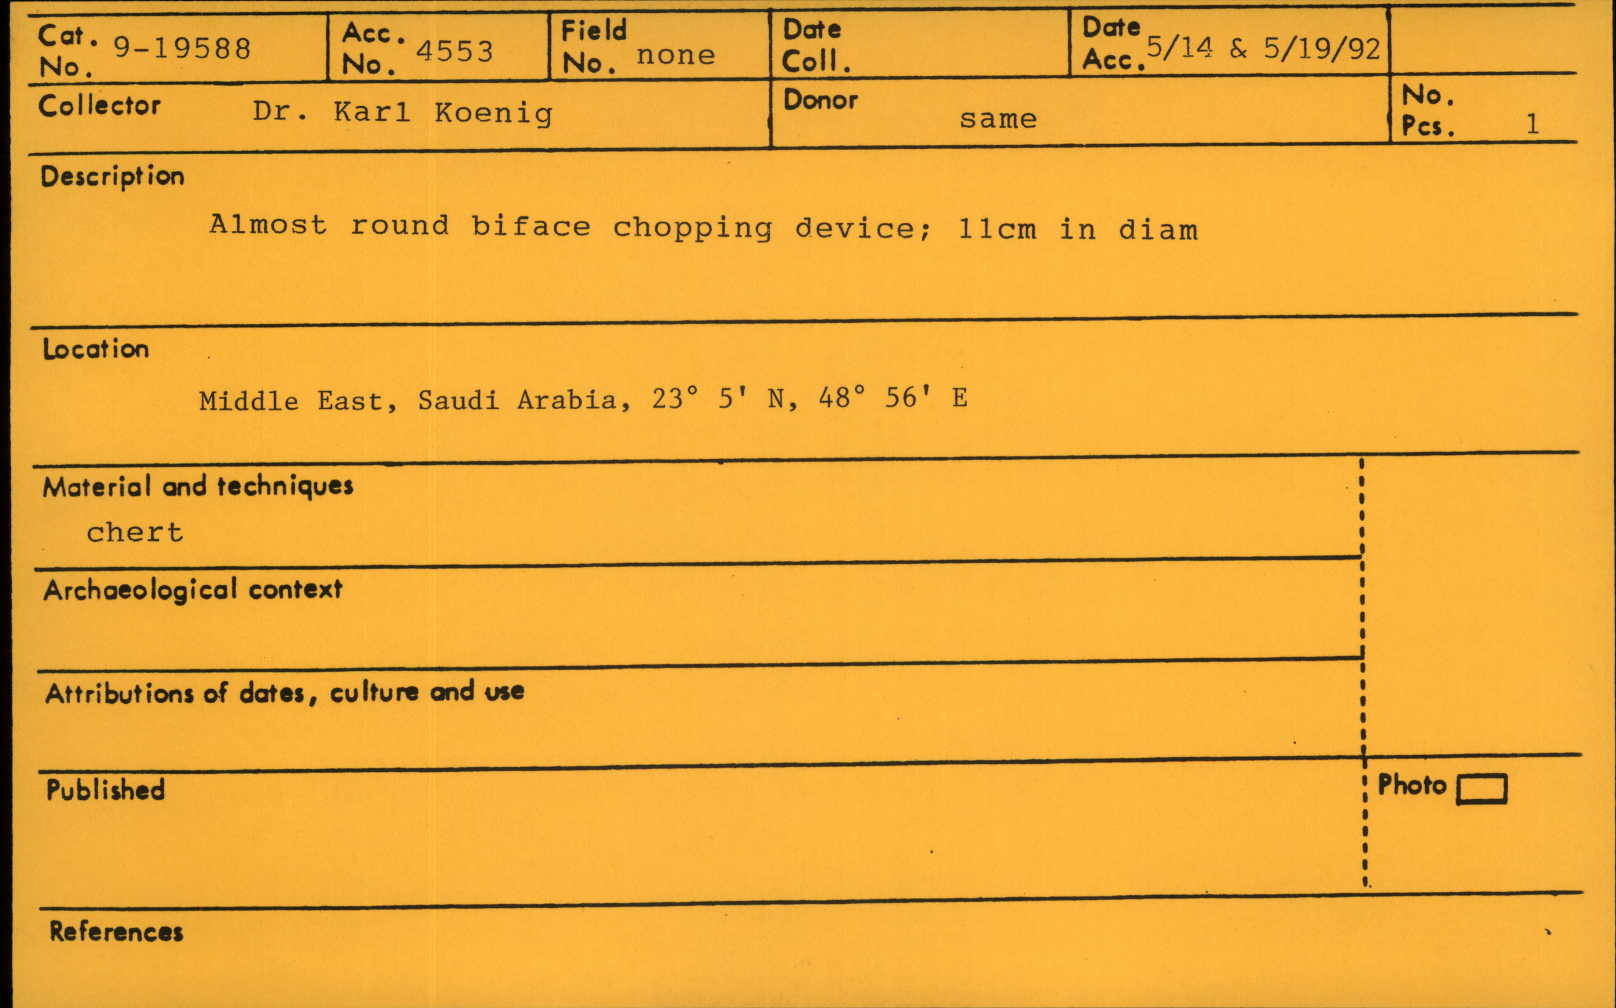 Cat. No. 9-19588 Acc. No. 4553 Field No. none Date Coll. Date Acc. 5/14 & 5/19/92
Collector Dr. Karl Koenig Donor same No. Pcs. 1
Description
Almost round biface chopping device; 11cm in diam
Location
Middle East, Saudi Arabia, 23° 5' N, 48° 56' E
Material and techniques
chert
Archaeological context
Attributions of dates, culture and use
Published Photo
References